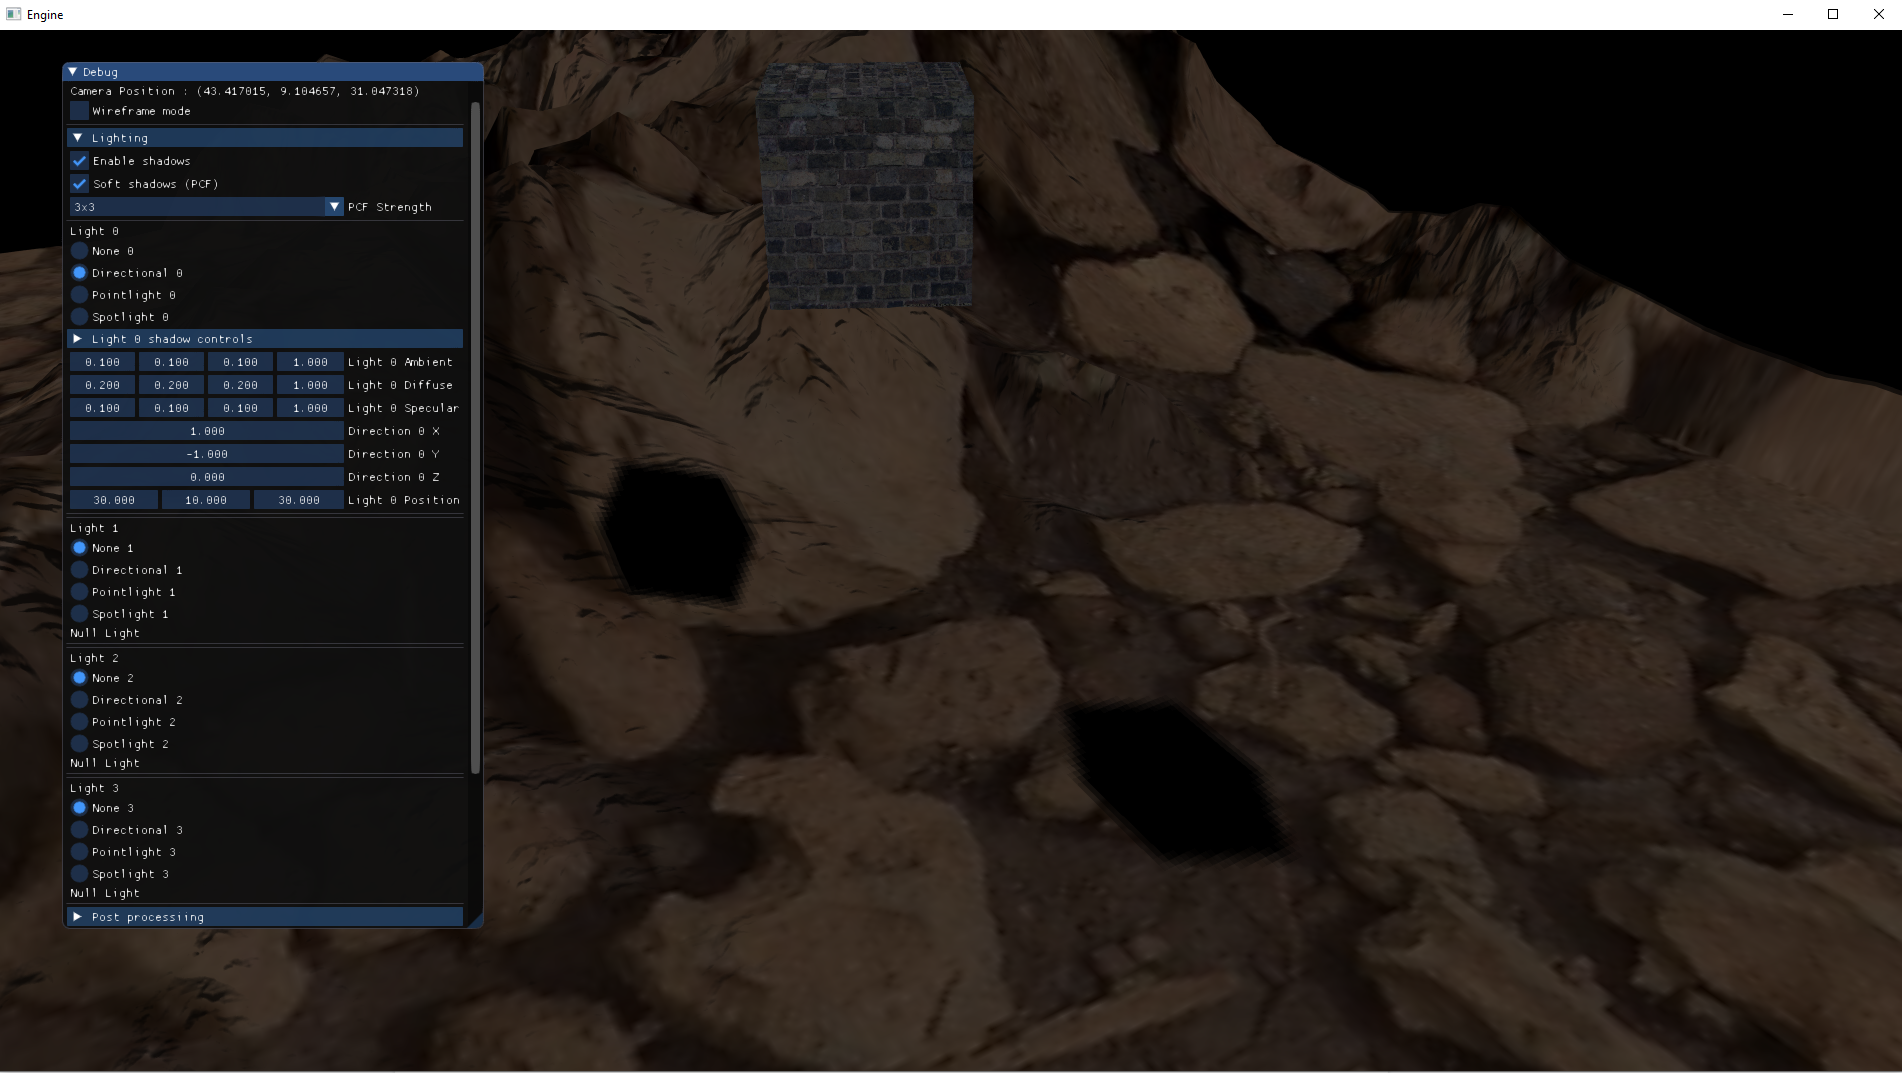 Engine
Debug
Camera Position : (43.417015, 9.104657, 31.047318)
Wireframe mode
Lighting
Enable shadows
Soft shadows (PCF)
3x3 PCF Strength
Light 0
None 0
Directional 0
Pointlight 0
Spotlight 0
Light 0 shadow controls
0.100 0.100 0.100 1.000 Light 0 Ambient
0.200 0.200 0.200 1.000 Light 0 Diffuse
0.100 0.100 0.100 1.000 Light 0 Specular
1.000 Direction 0 X
-1.000 Direction 0 Y
0.000 Direction 0 Z
30.000 10.000 30.000 Light 0 Position
Light 1
None 1
Directional 1
Pointlight 1
Spotlight 1
Null Light
Light 2
None 2
Directional 2
Pointlight 2
Spotlight 2
Null Light
Light 3
None 3
Directional 3
Pointlight 3
Spotlight 3
Null Light
Post processiing